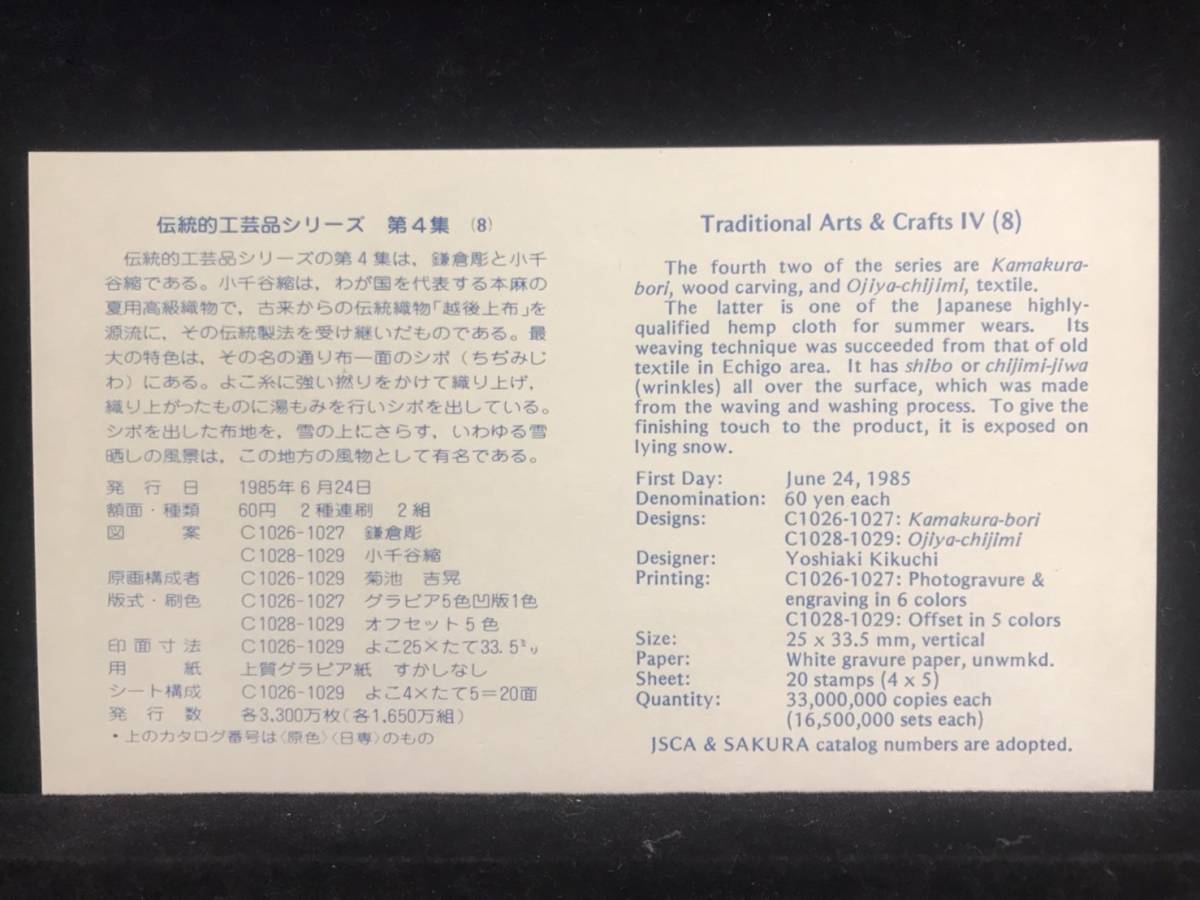 伝統的工芸品シリーズ　第4集　(8)
伝統的工芸品シリーズの第4集は，鎌倉彫と小千
谷縮である。小千谷縮は，わが国を代表する本麻の
夏用高級織物で，古来からの伝統織物「越後上布」を
源流に，その伝統製法を受け継いだものである。最
大の特色は，その名の通り布一面のシボ（ちぢみじ
わ）にある。よこ糸に強い撚りをかけて織り上げ，
織り上がったものに湯もみを行いシボを出している。
シボを出した布地を，雪の上にさらす，いわゆる雪
晒しの風景は，この地方の風物として有名である。
発行日　1985年6月24日
額面・種類　60円　2種連刷　2組
図案　C1026-1027　鎌倉彫
C1028-1029　小千谷縮
原画構成者　C1026-1029　菊池　吉晃
版式・刷色　C1026-1027　グラビア5色凹版1色
C1028-1029　オフセット5色
印面寸法　C1026-1029　よこ25×たて33.5ミリ
用紙　上質グラビア紙　すかしなし
シート構成　C1026-1029　よこ4×たて5＝20面
発行数　各3,300万枚（各1,650万組）
・上のカタログ番号は〈原色〉〈日専〉のもの
Traditional Arts & Crafts IV (8)
The fourth two of the series are Kamakura-
bori, wood carving, and Ojiya-chijimi, textile.
The latter is one of the Japanese highly-
qualified hemp cloth for summer wears. Its
weaving technique was succeeded from that of old
textile in Echigo area. It has shibo or chijimi-jiwa
(wrinkles) all over the surface, which was made
from the waving and washing process. To give the
finishing touch to the product, it is exposed on
lying snow.
First Day: June 24, 1985
Denomination: 60 yen each
Designs: C1026-1027: Kamakura-bori
C1028-1029: Ojiya-chijimi
Designer: Yoshiaki Kikuchi
Printing: C1026-1027: Photogravure &
engraving in 6 colors
C1028-1029: Offset in 5 colors
Size: 25 x 33.5 mm, vertical
Paper: White gravure paper, unwmkd.
Sheet: 20 stamps (4 x 5)
Quantity: 33,000,000 copies each
(16,500,000 sets each)
JSCA & SAKURA catalog numbers are adopted.